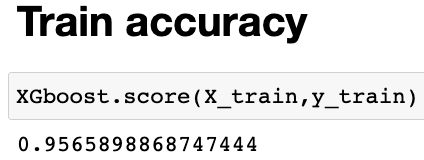 Train accuracy
XGboost.score(X_train,y_train)
0.9565898868747444